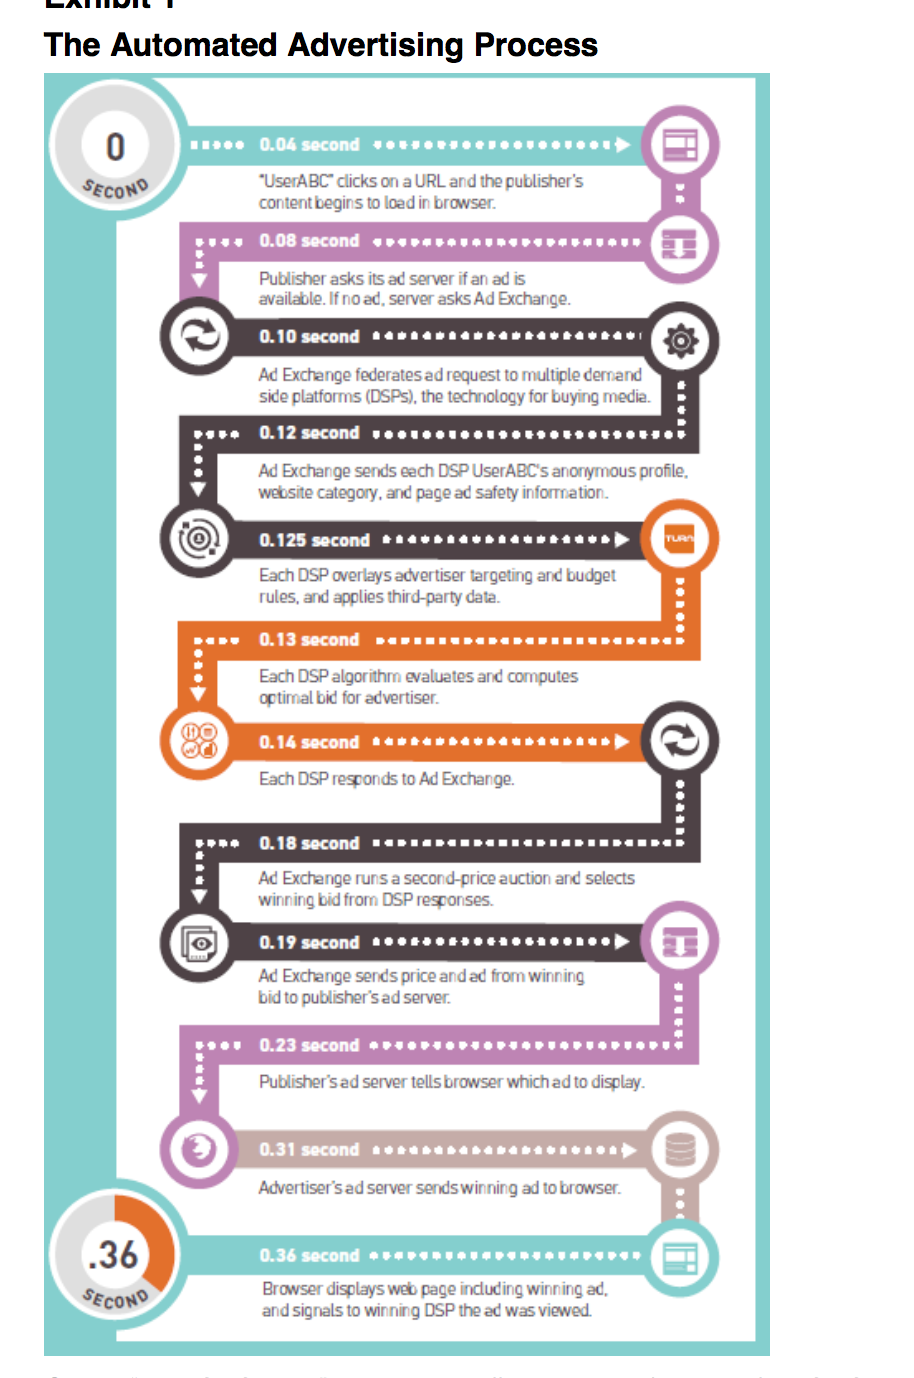 Exhibit 1
The Automated Advertising Process
0
SECOND
0.04 second
"UserABC" clicks on a URL and the publisher's
content begins to load in browser.
0.08 second
Publisher asks its ad server if an ad is
available. If no ad, server asks Ad Exchange.
0.10 second
Ad Exchange federates ad request to multiple demand
side platforms (DSPs), the technology for buying media.
0.12 second
Ad Exchange sends each DSP UserABC's anonymous profile,
website category, and page ad safety information.
0.125 second
TURN
Each DSP overlays advertiser targeting and budget
rules, and applies third-party data.
0.13 second
Each DSP algorithm evaluates and computes
optimal bid for advertiser.
0.14 second
Each DSP responds to Ad Exchange.
0.18 second
Ad Exchange runs a second-price auction and selects
winning bid from DSP responses.
0.19 second
Ad Exchange sends price and ad from winning
bid to publisher's ad server.
0.23 second
Publisher's ad server tells browser which ad to display.
0.31 second
Advertiser's ad server sends winning ad to browser.
.36
SECOND
0.36 second
Browser displays web page including winning ad,
and signals to winning DSP the ad was viewed.